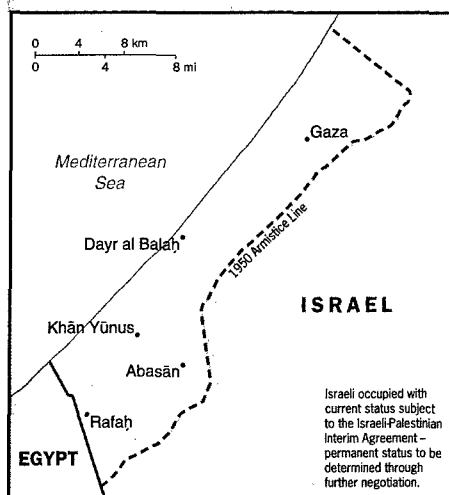 0 4 8 km
0 4 8 mi
Gaza
Mediterranean
Sea
Dayr al Balaḥ
1950 Armistice Line
ISRAEL
Khān Yūnus
Abasān
Rafaḥ
EGYPT
Israeli occupied with
current status subject
to the Israeli-Palestinian
Interim Agreement –
permanent status to be
determined through
further negotiation.